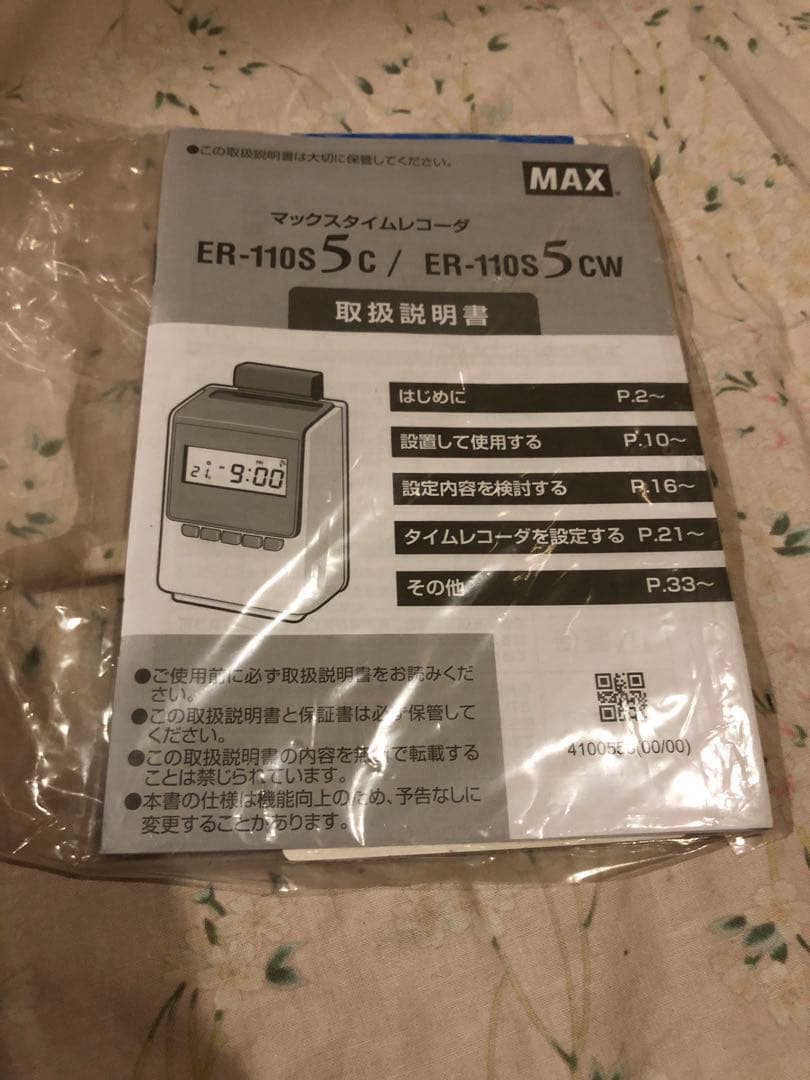 ●この取扱説明書は大切に保管してください。
MAX
マックスタイムレコーダ
ER-110S5C / ER-110S5CW
取扱説明書
はじめに P.2～
設置して使用する P.10～
設定内容を検討する P.16～
タイムレコーダを設定する P.21～
その他 P.33～
21 9:00
●ご使用前に必ず取扱説明書をお読みくだ
さい。
●この取扱説明書と保証書は必ず保管して
ください。
●この取扱説明書の内容を無断で転載する
ことは禁じられています。
●本書の仕様は機能向上のため、予告なしに
変更することがあります。
(00/00)